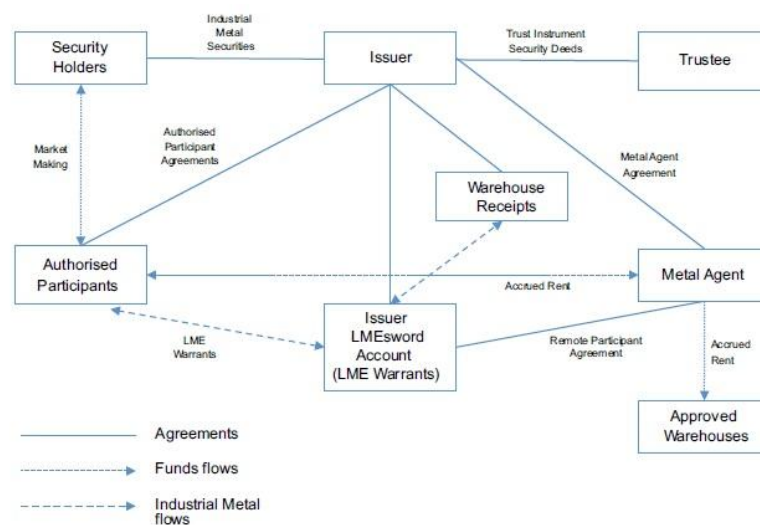 Security
Holders
Industrial
Metal
Securities
Issuer
Trust Instrument
Security Deeds
Trustee
Market
Making
Authorised
Participant
Agreements
Metal Agent
Agreement
Warehouse
Receipts
Authorised
Participants
Accrued Rent
Metal Agent
LME
Warrants
Issuer
LMEsword
Account
(LME Warrants)
Remote Participant
Agreement
Accrued
Rent
Approved
Warehouses
Agreements
Funds flows
Industrial Metal
flows